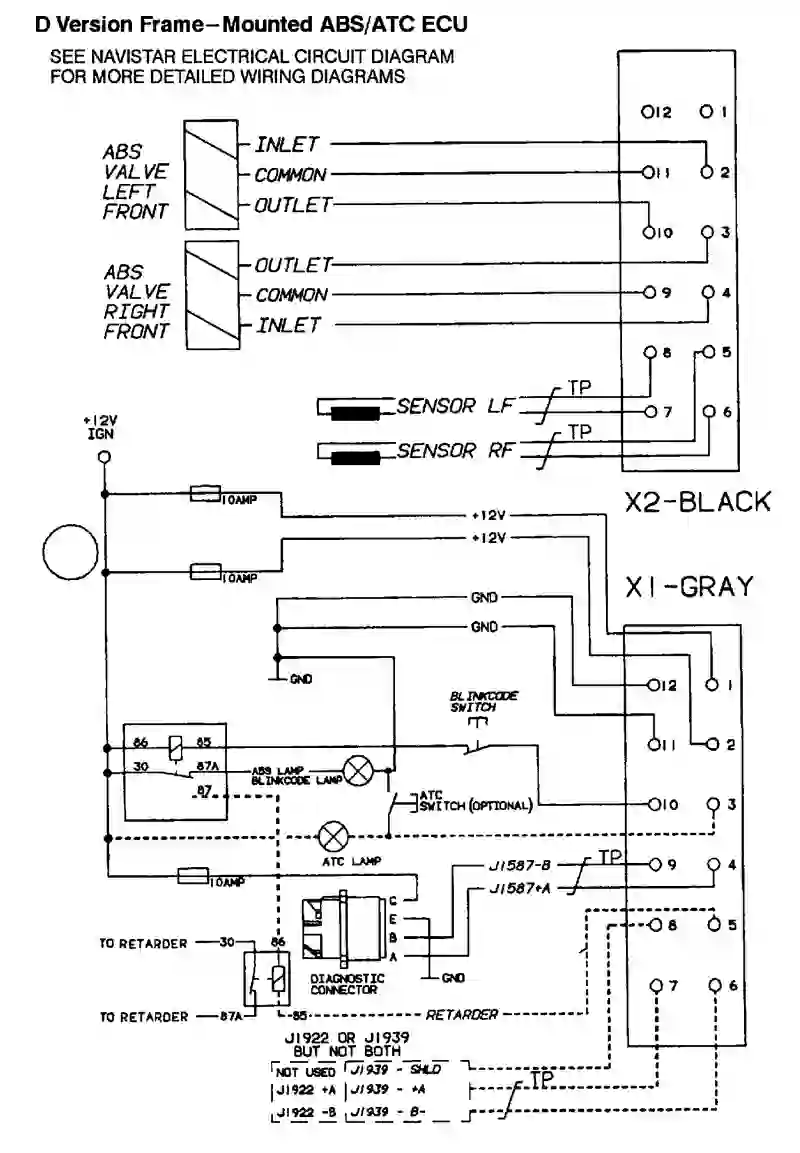 D Version Frame–Mounted ABS/ATC ECU
SEE NAVISTAR ELECTRICAL CIRCUIT DIAGRAM
FOR MORE DETAILED WIRING DIAGRAMS
12 1
ABS
VALVE
LEFT
FRONT
INLET
COMMON
OUTLET
11 2
10 3
ABS
VALVE
RIGHT
FRONT
OUTLET
COMMON
INLET
9 4
8 5
SENSOR LF
TP
7 6
SENSOR RF
TP
X2-BLACK
+12V
IGN
10AMP
+12V
+12V
10AMP
X1-GRAY
GND
GND
GND
12 1
BLINKCODE
SWITCH
86 85
11 2
30 87A
ABS LAMP
BLINKCODE LAMP
87
ATC
SWITCH (OPTIONAL)
10 3
ATC LAMP
J1587-B
TP
9 4
10AMP
J1587+A
C
E
B
A
8 5
TO RETARDER
30
86
GND
DIAGNOSTIC
CONNECTOR
7 6
TO RETARDER
87A
85
RETARDER
J1922 OR J1939
BUT NOT BOTH
NOT USED J1939 - SHLD
J1922 +A J1939 - +A
TP
J1922 -B J1939 - B-